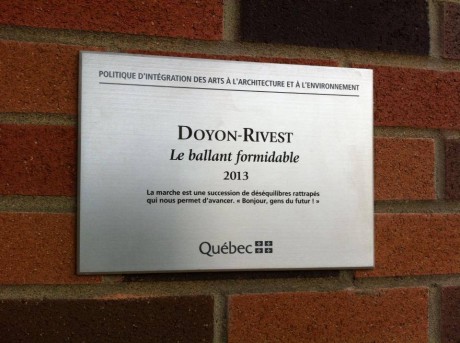 POLITIQUE D'INTÉGRATION DES ARTS À L'ARCHITECTURE ET À L'ENVIRONNEMENT
DOYON-RIVEST
Le ballant formidable
2013
La marche est une succession de déséquilibres rattrapés
qui nous permet d'avancer. « Bonjour, gens du futur ! »
Québec